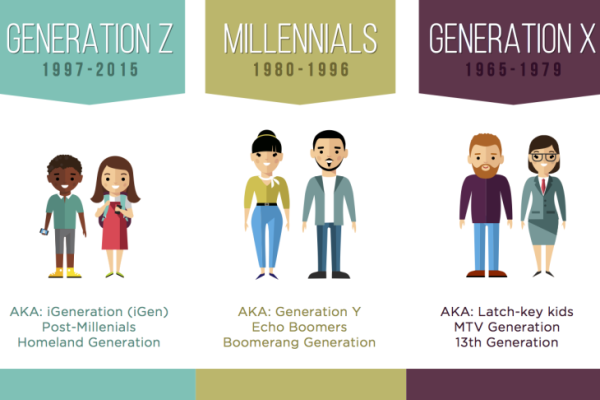 GENERATION Z
1997-2015
AKA: iGeneration (iGen)
Post-Millenials
Homeland Generation
MILLENNIALS
1980-1996
AKA: Generation Y
Echo Boomers
Boomerang Generation
GENERATION X
1965-1979
AKA: Latch-key kids
MTV Generation
13th Generation